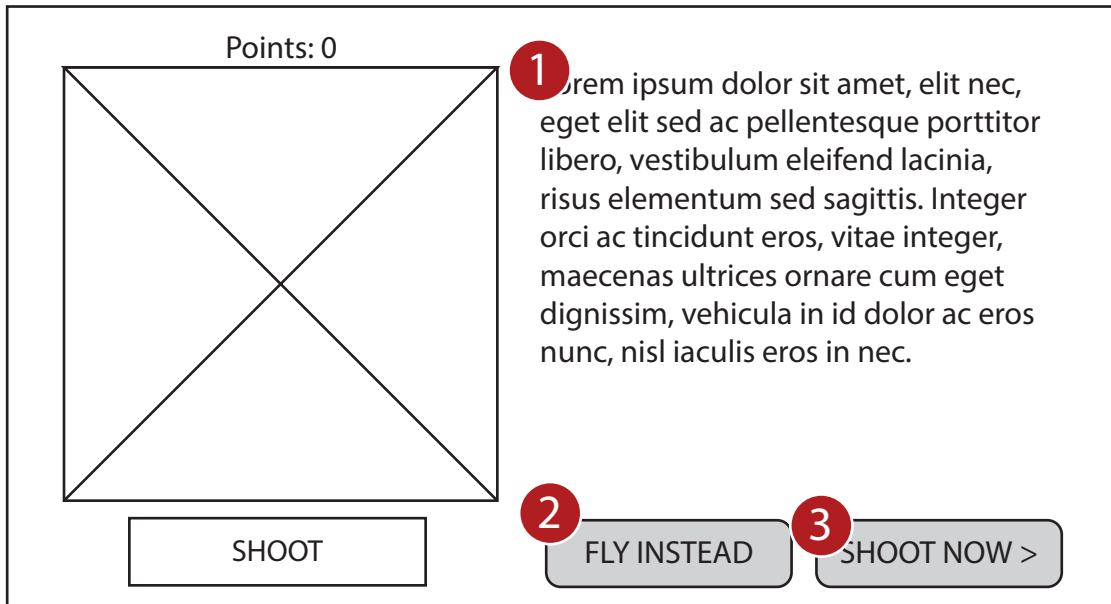 Points: 0
1
orem ipsum dolor sit amet, elit nec,
eget elit sed ac pellentesque porttitor
libero, vestibulum eleifend lacinia,
risus elementum sed sagittis. Integer
orci ac tincidunt eros, vitae integer,
maecenas ultrices ornare cum eget
dignissim, vehicula in id dolor ac eros
nunc, nisl iaculis eros in nec.
SHOOT
2
FLY INSTEAD
3
SHOOT NOW >